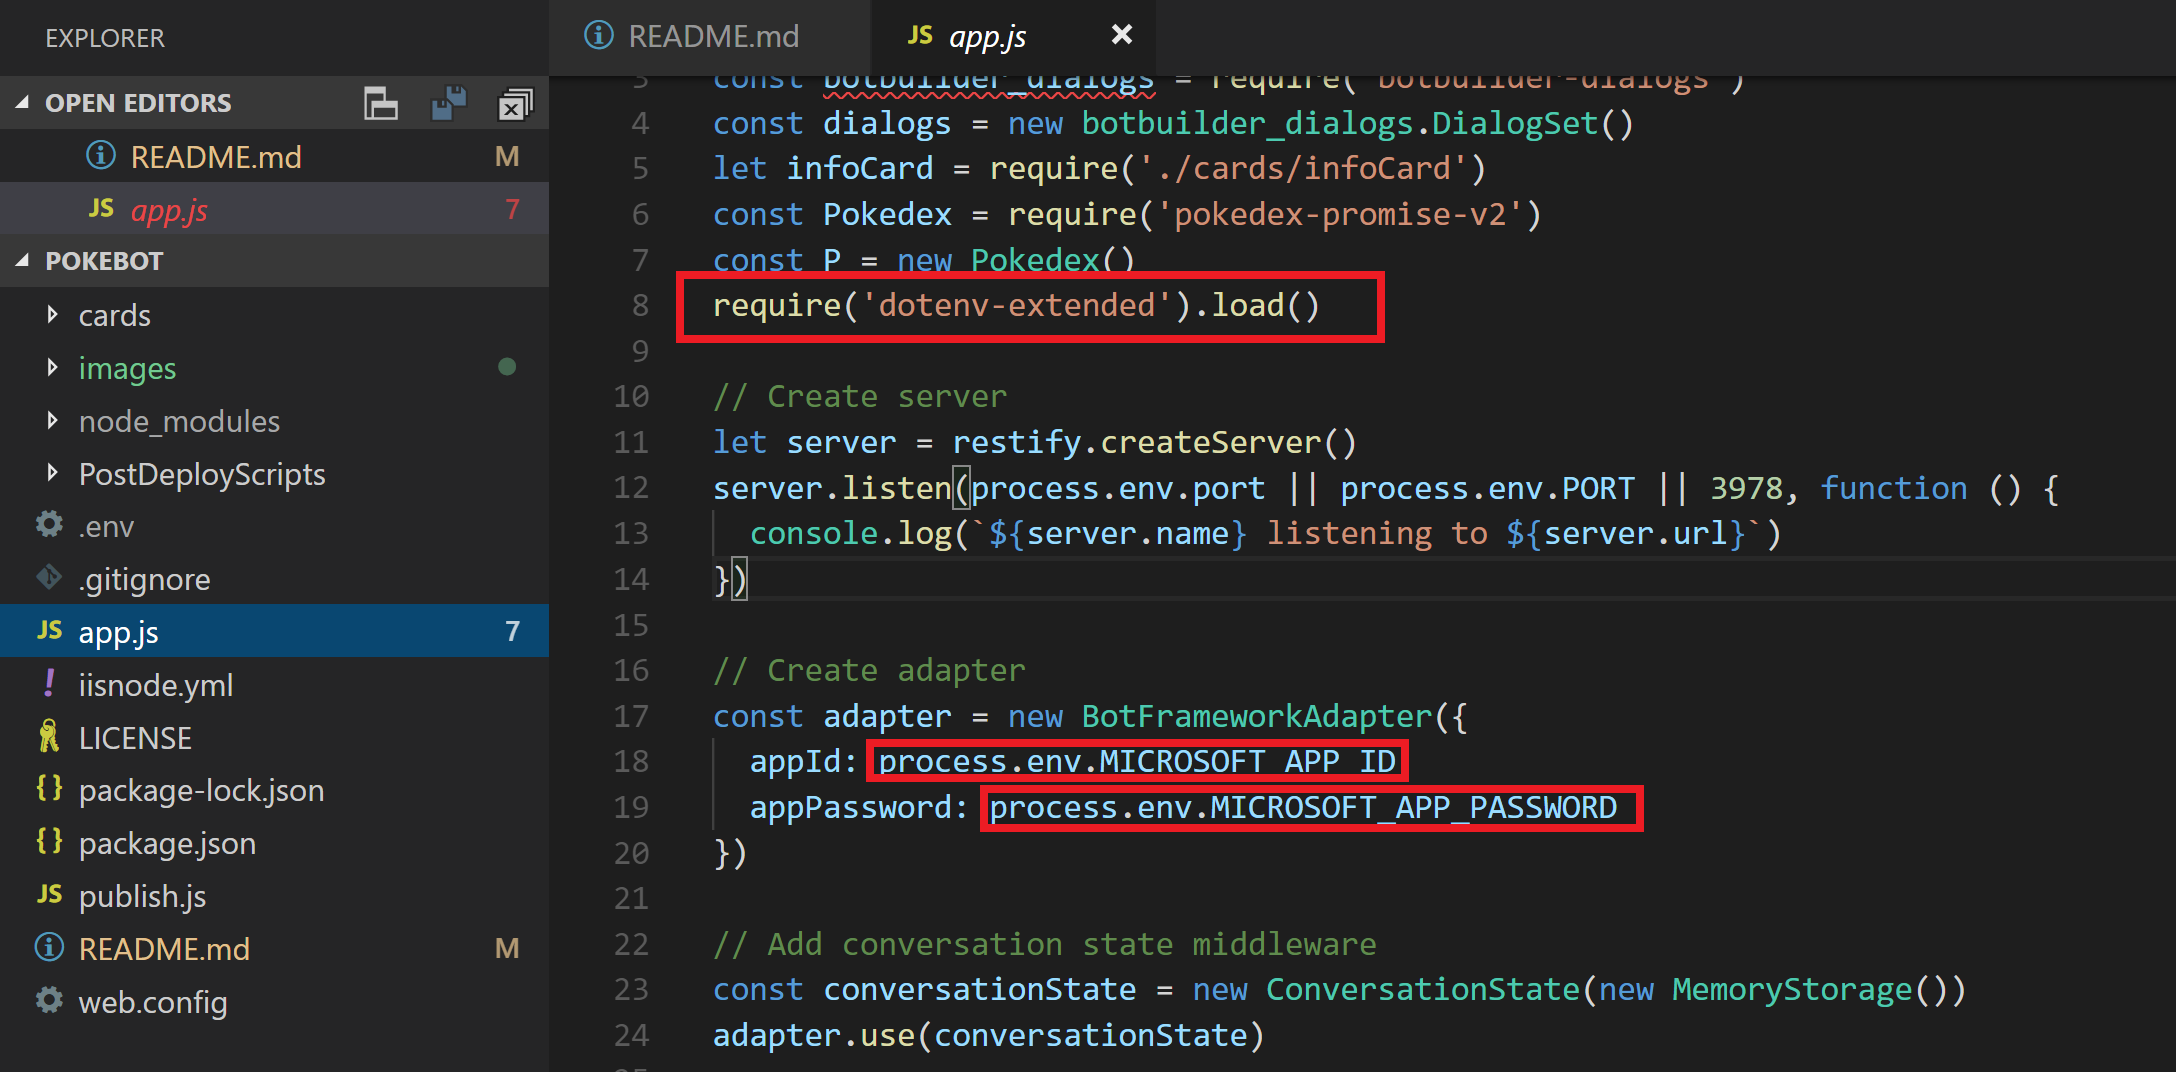 EXPLORER
OPEN EDITORS
README.md M
JS app.js 7
POKEBOT
cards
images
node_modules
PostDeployScripts
.env
.gitignore
JS app.js 7
! iisnode.yml
LICENSE
{} package-lock.json
{} package.json
JS publish.js
README.md M
web.config
README.md
JS app.js
3 const botbuilder_dialogs = require('botbuilder-dialogs')
4 const dialogs = new botbuilder_dialogs.DialogSet()
5 let infoCard = require('./cards/infoCard')
6 const Pokedex = require('pokedex-promise-v2')
7 const P = new Pokedex()
8 require('dotenv-extended').load()
9
10 // Create server
11 let server = restify.createServer()
12 server.listen(process.env.port || process.env.PORT || 3978, function () {
13 console.log(`${server.name} listening to ${server.url}`)
14 })
15
16 // Create adapter
17 const adapter = new BotFrameworkAdapter({
18 appId: process.env.MICROSOFT_APP_ID
19 appPassword: process.env.MICROSOFT_APP_PASSWORD
20 })
21
22 // Add conversation state middleware
23 const conversationState = new ConversationState(new MemoryStorage())
24 adapter.use(conversationState)